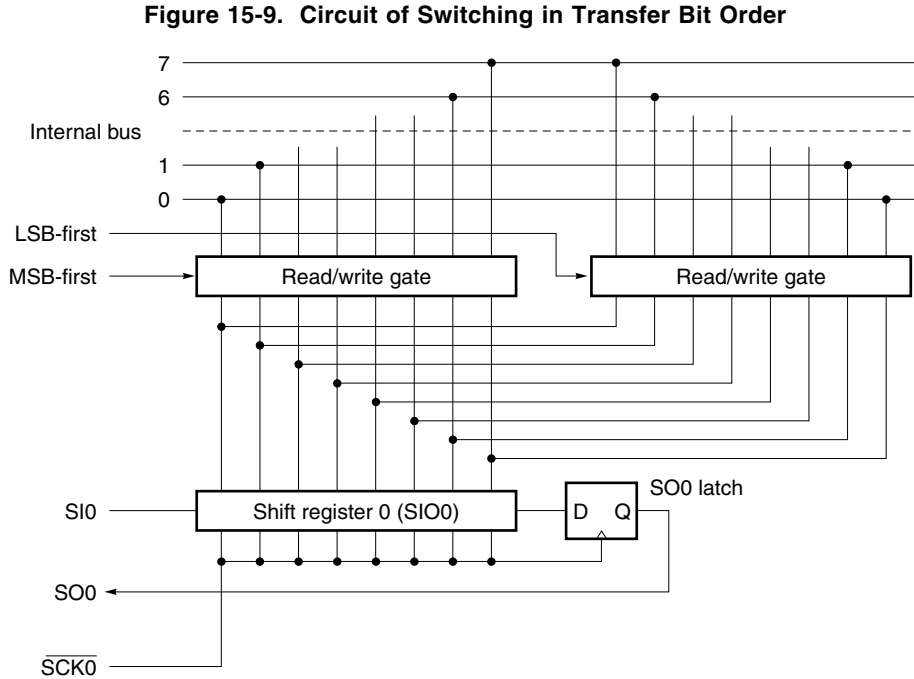 Figure 15-9.  Circuit of Switching in Transfer Bit Order
7
6
Internal bus
1
0
LSB-first
MSB-first
Read/write gate
Read/write gate
SI0
Shift register 0 (SIO0)
D
Q
SO0 latch
SO0
SCK0